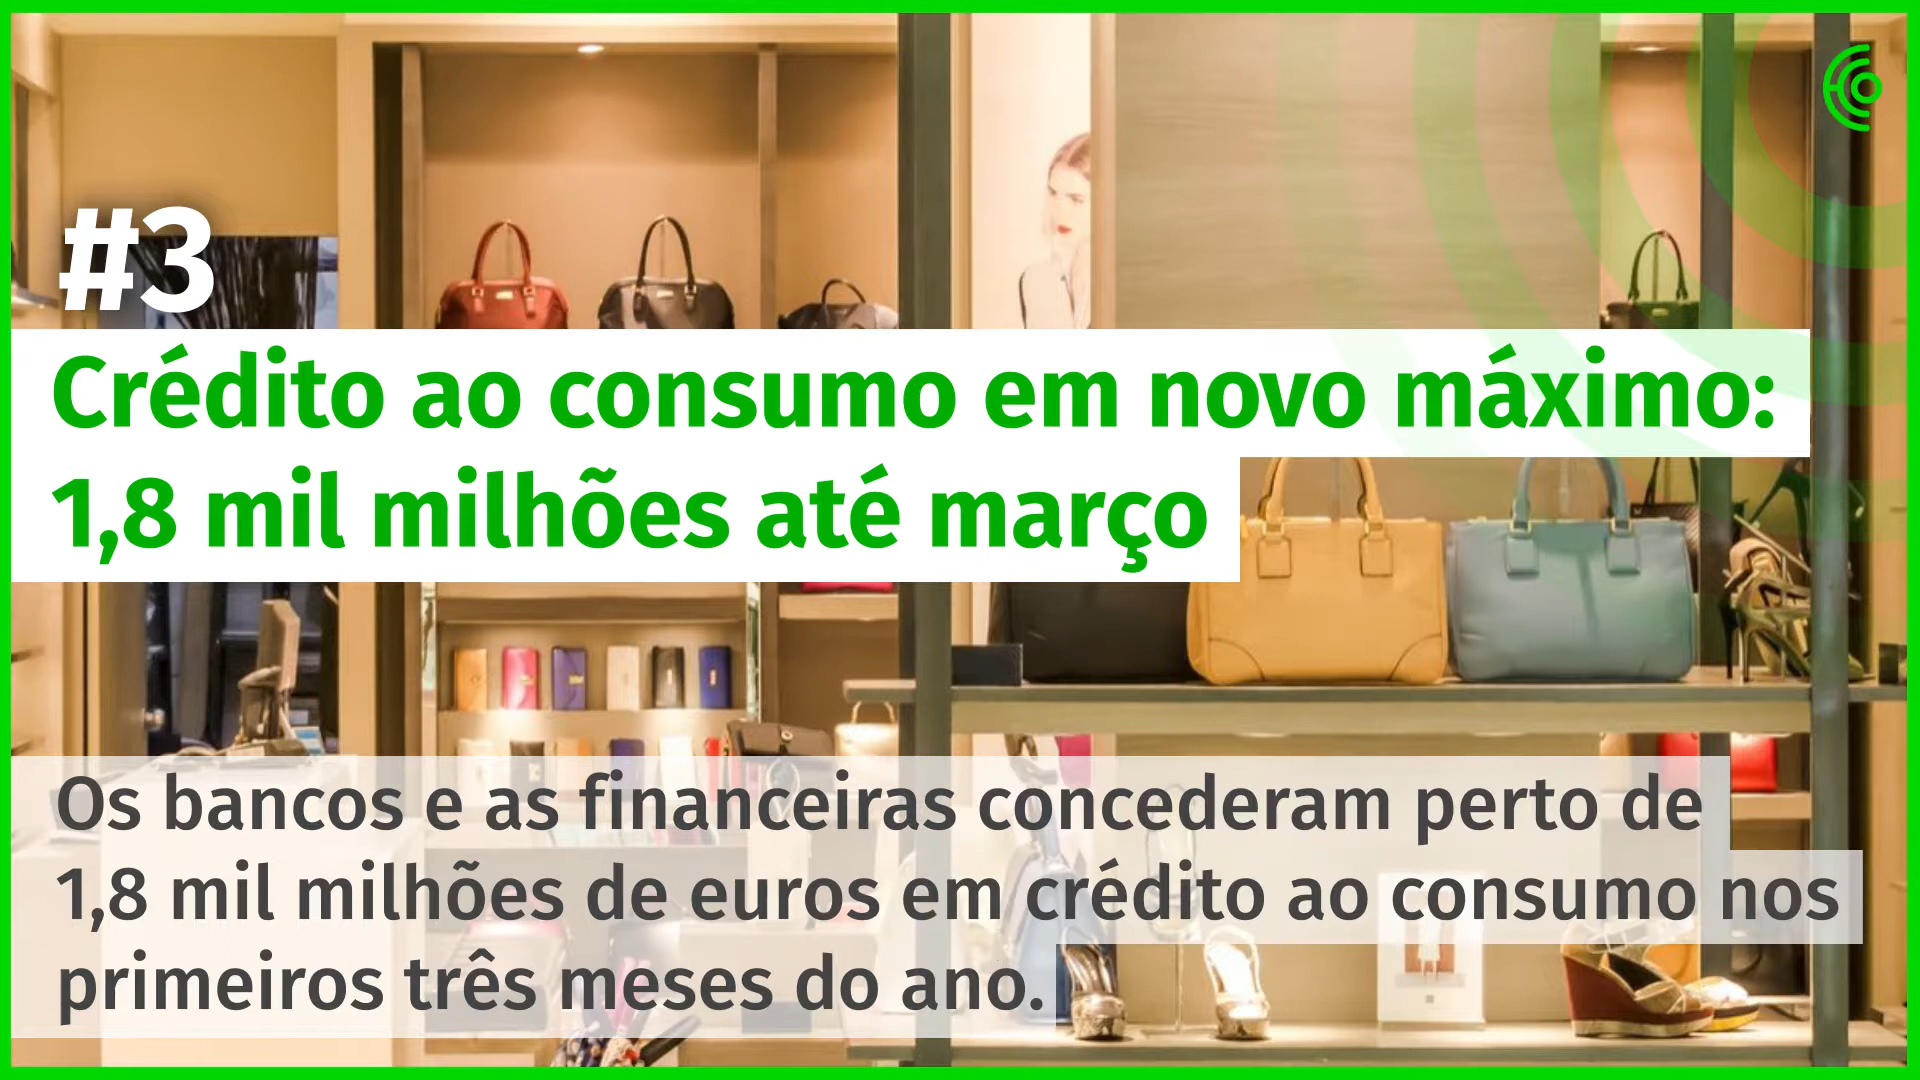 #3
Crédito ao consumo em novo máximo:
1,8 mil milhões até março
Os bancos e as financeiras concederam perto de
1,8 mil milhões de euros em crédito ao consumo nos
primeiros três meses do ano.